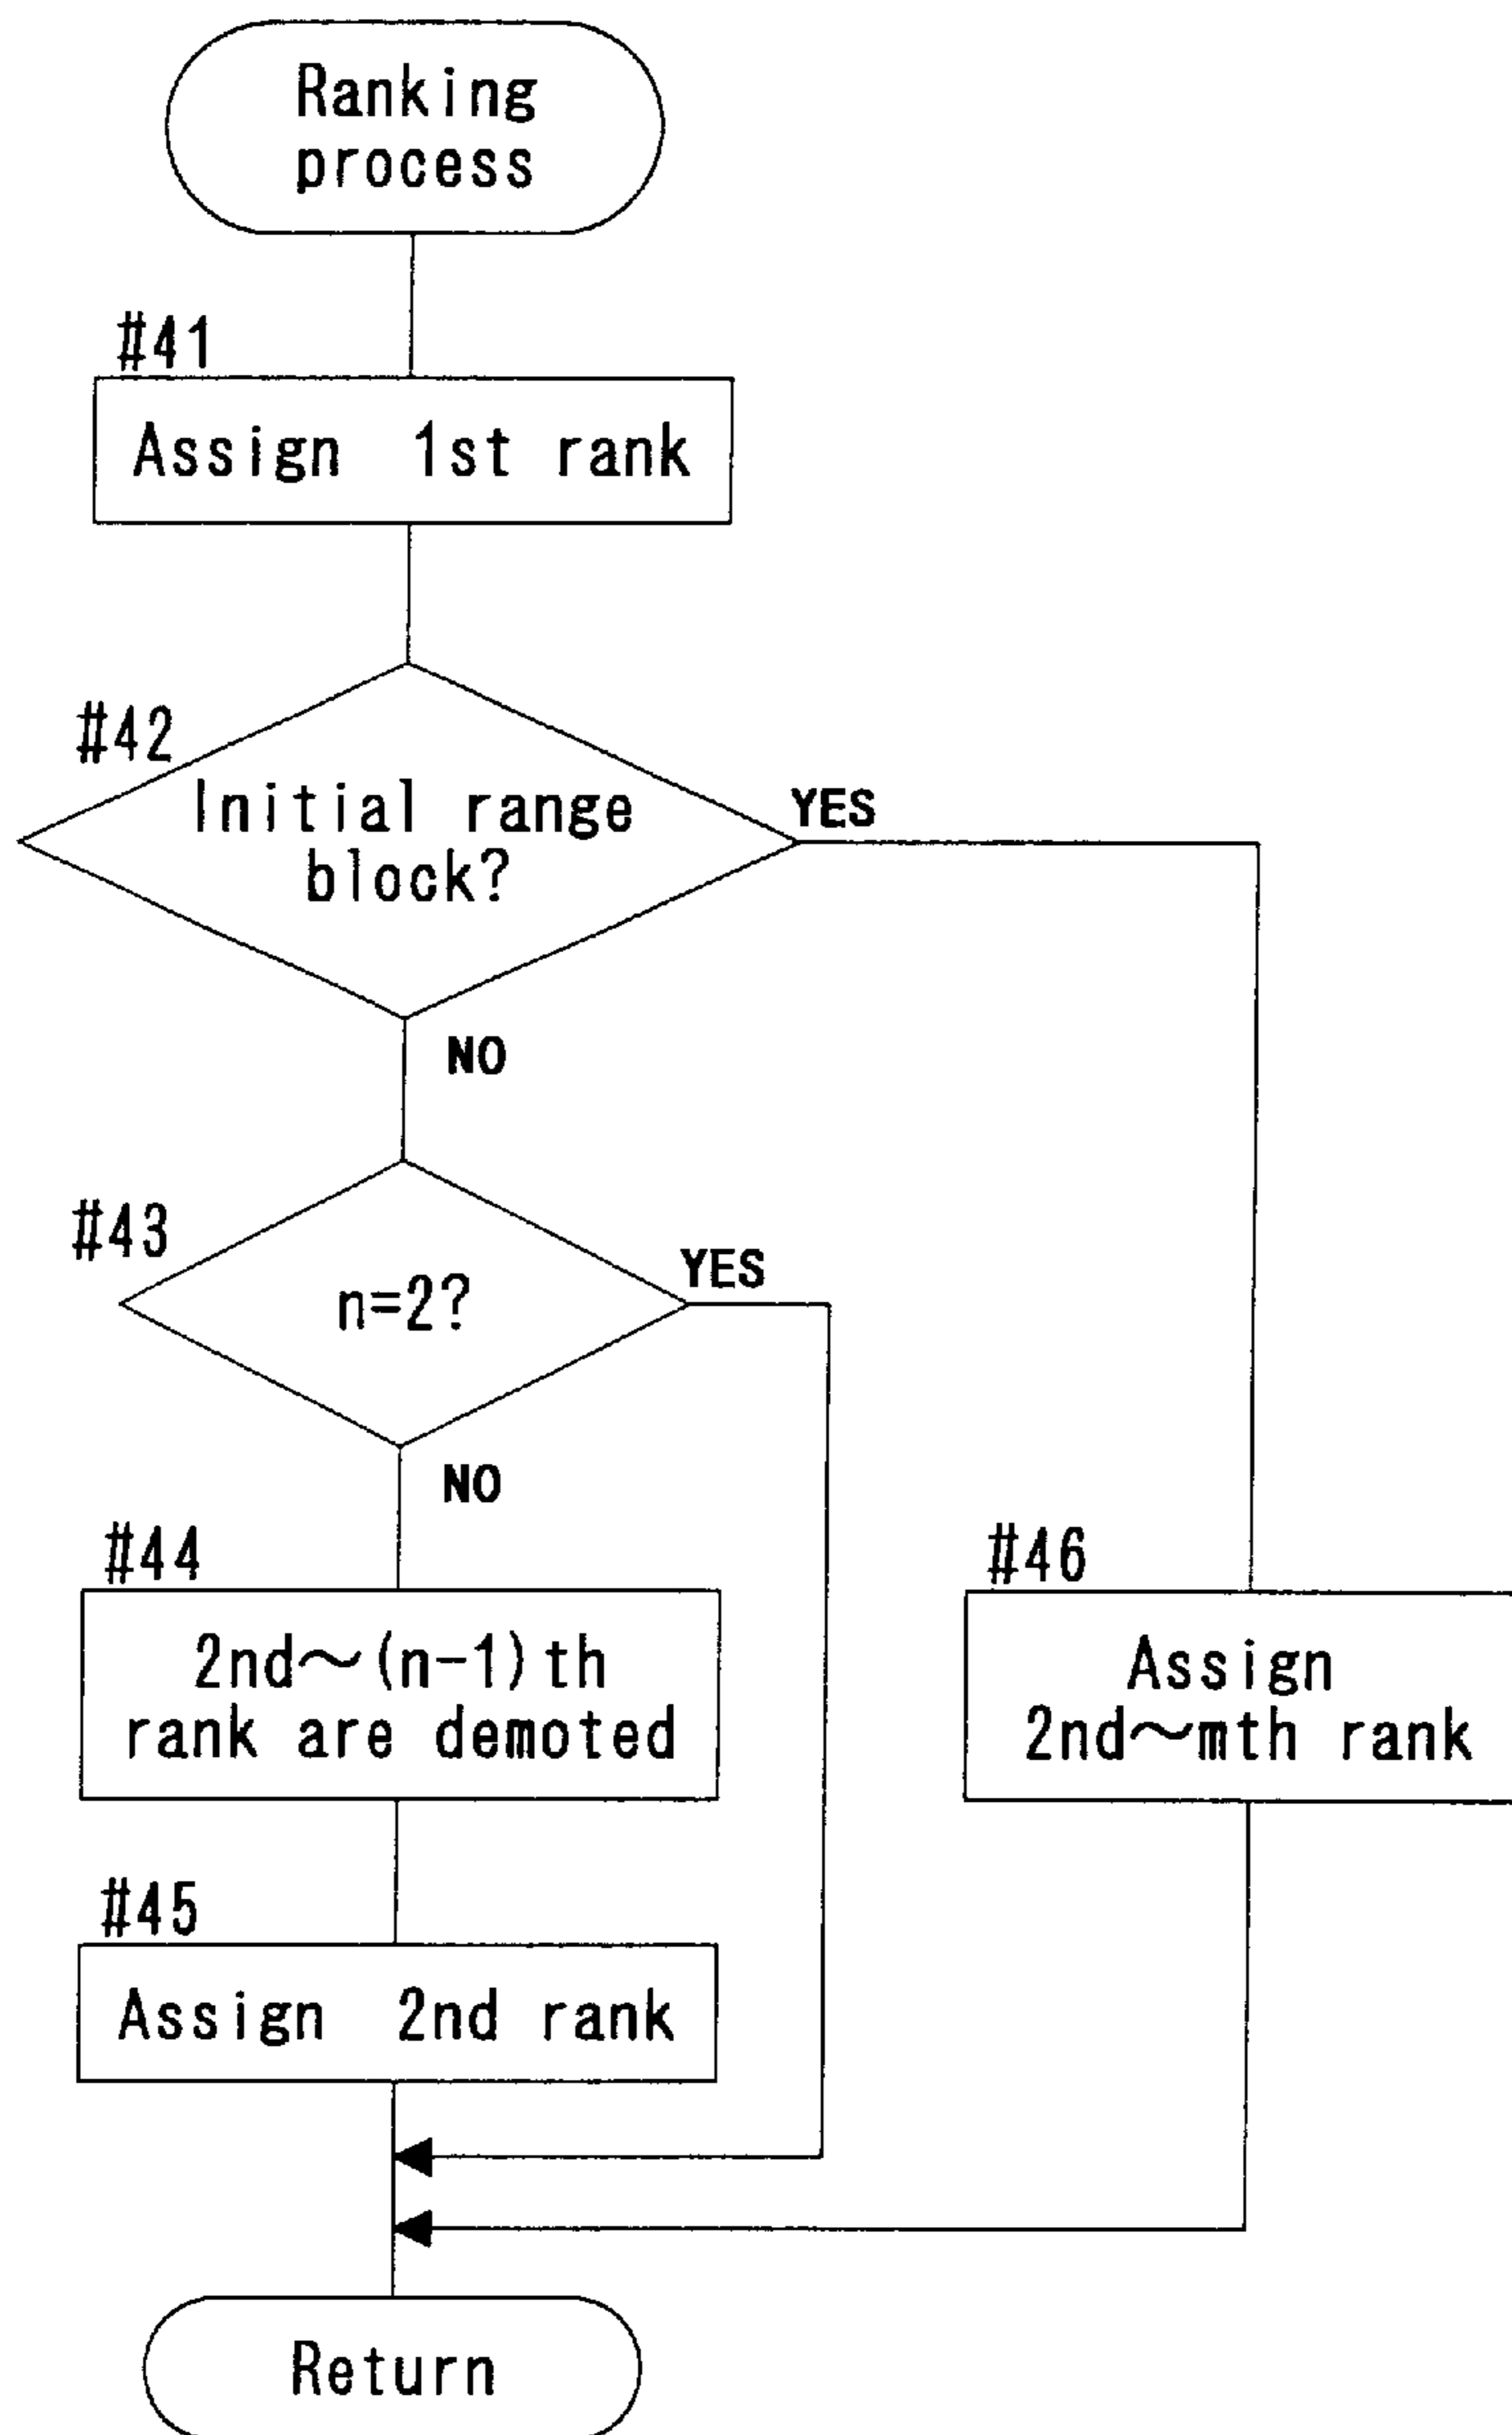 Ranking
process
#41
Assign 1st rank
#42
Initial range
block?
YES
NO
#43
n=2?
YES
NO
#44
2nd~(n-1)th
rank are demoted
#46
Assign
2nd~mth rank
#45
Assign 2nd rank
Return